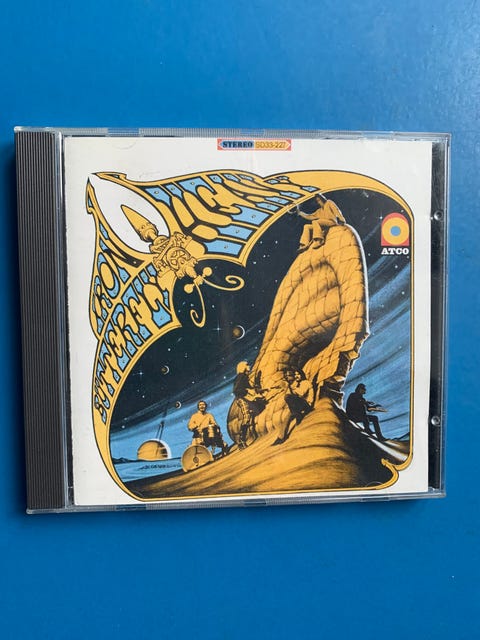 STEREO SD33-227
IRON
BUTTERFLY
HEAVY
ATCO